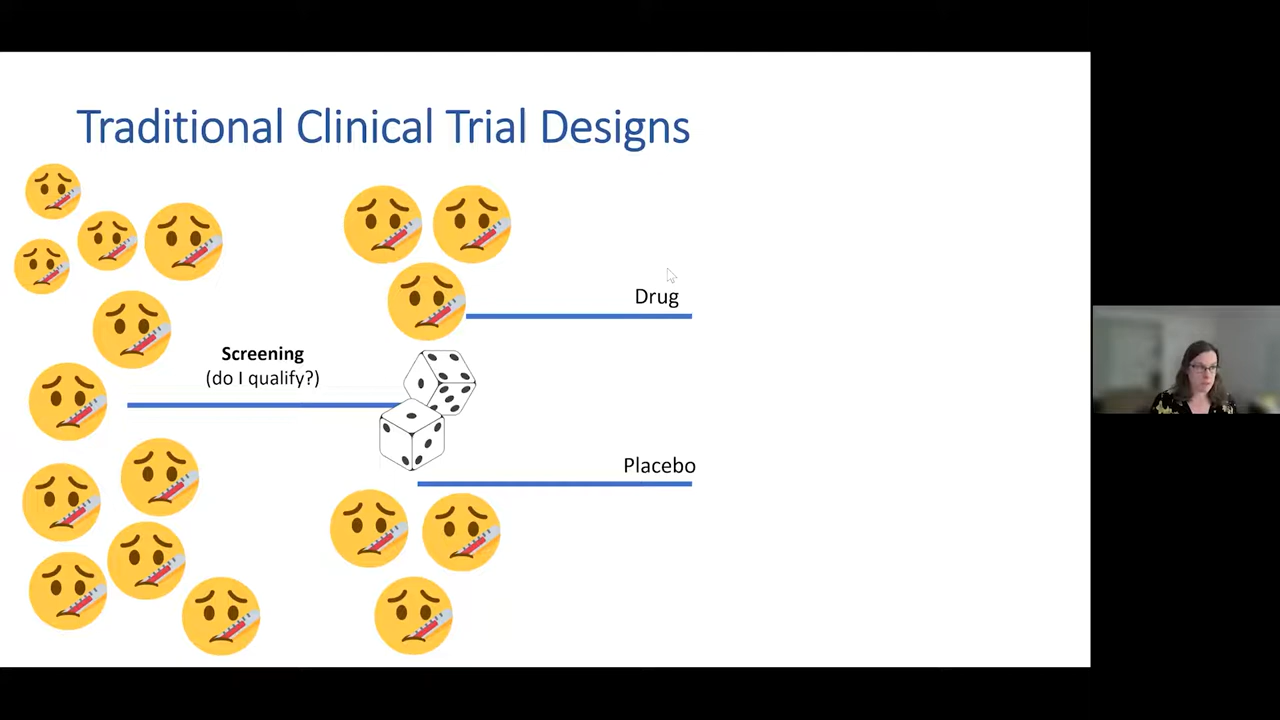 Traditional Clinical Trial Designs
Drug
Screening
(do I qualify?)
Placebo